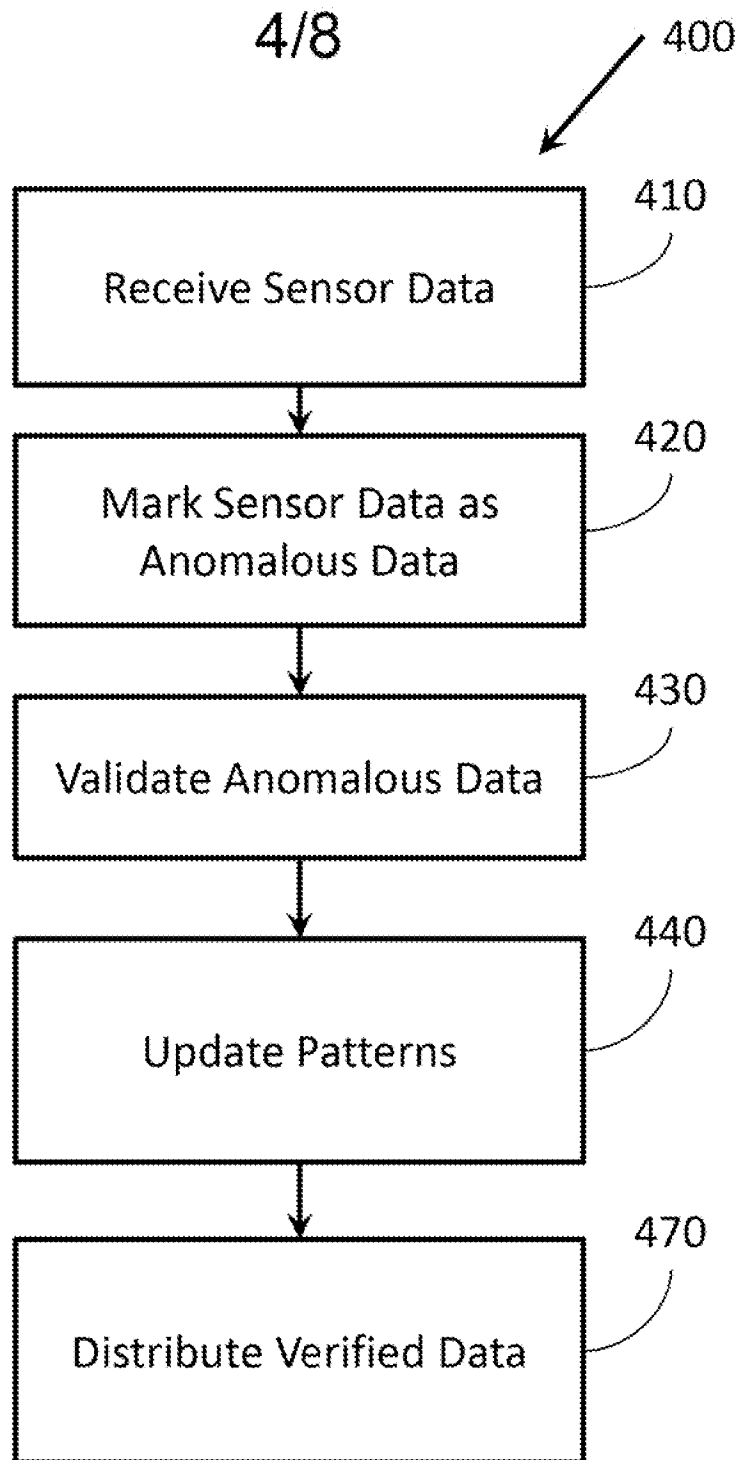 4/8
400
410
Receive Sensor Data
420
Mark Sensor Data as
Anomalous Data
430
Validate Anomalous Data
440
Update Patterns
470
Distribute Verified Data